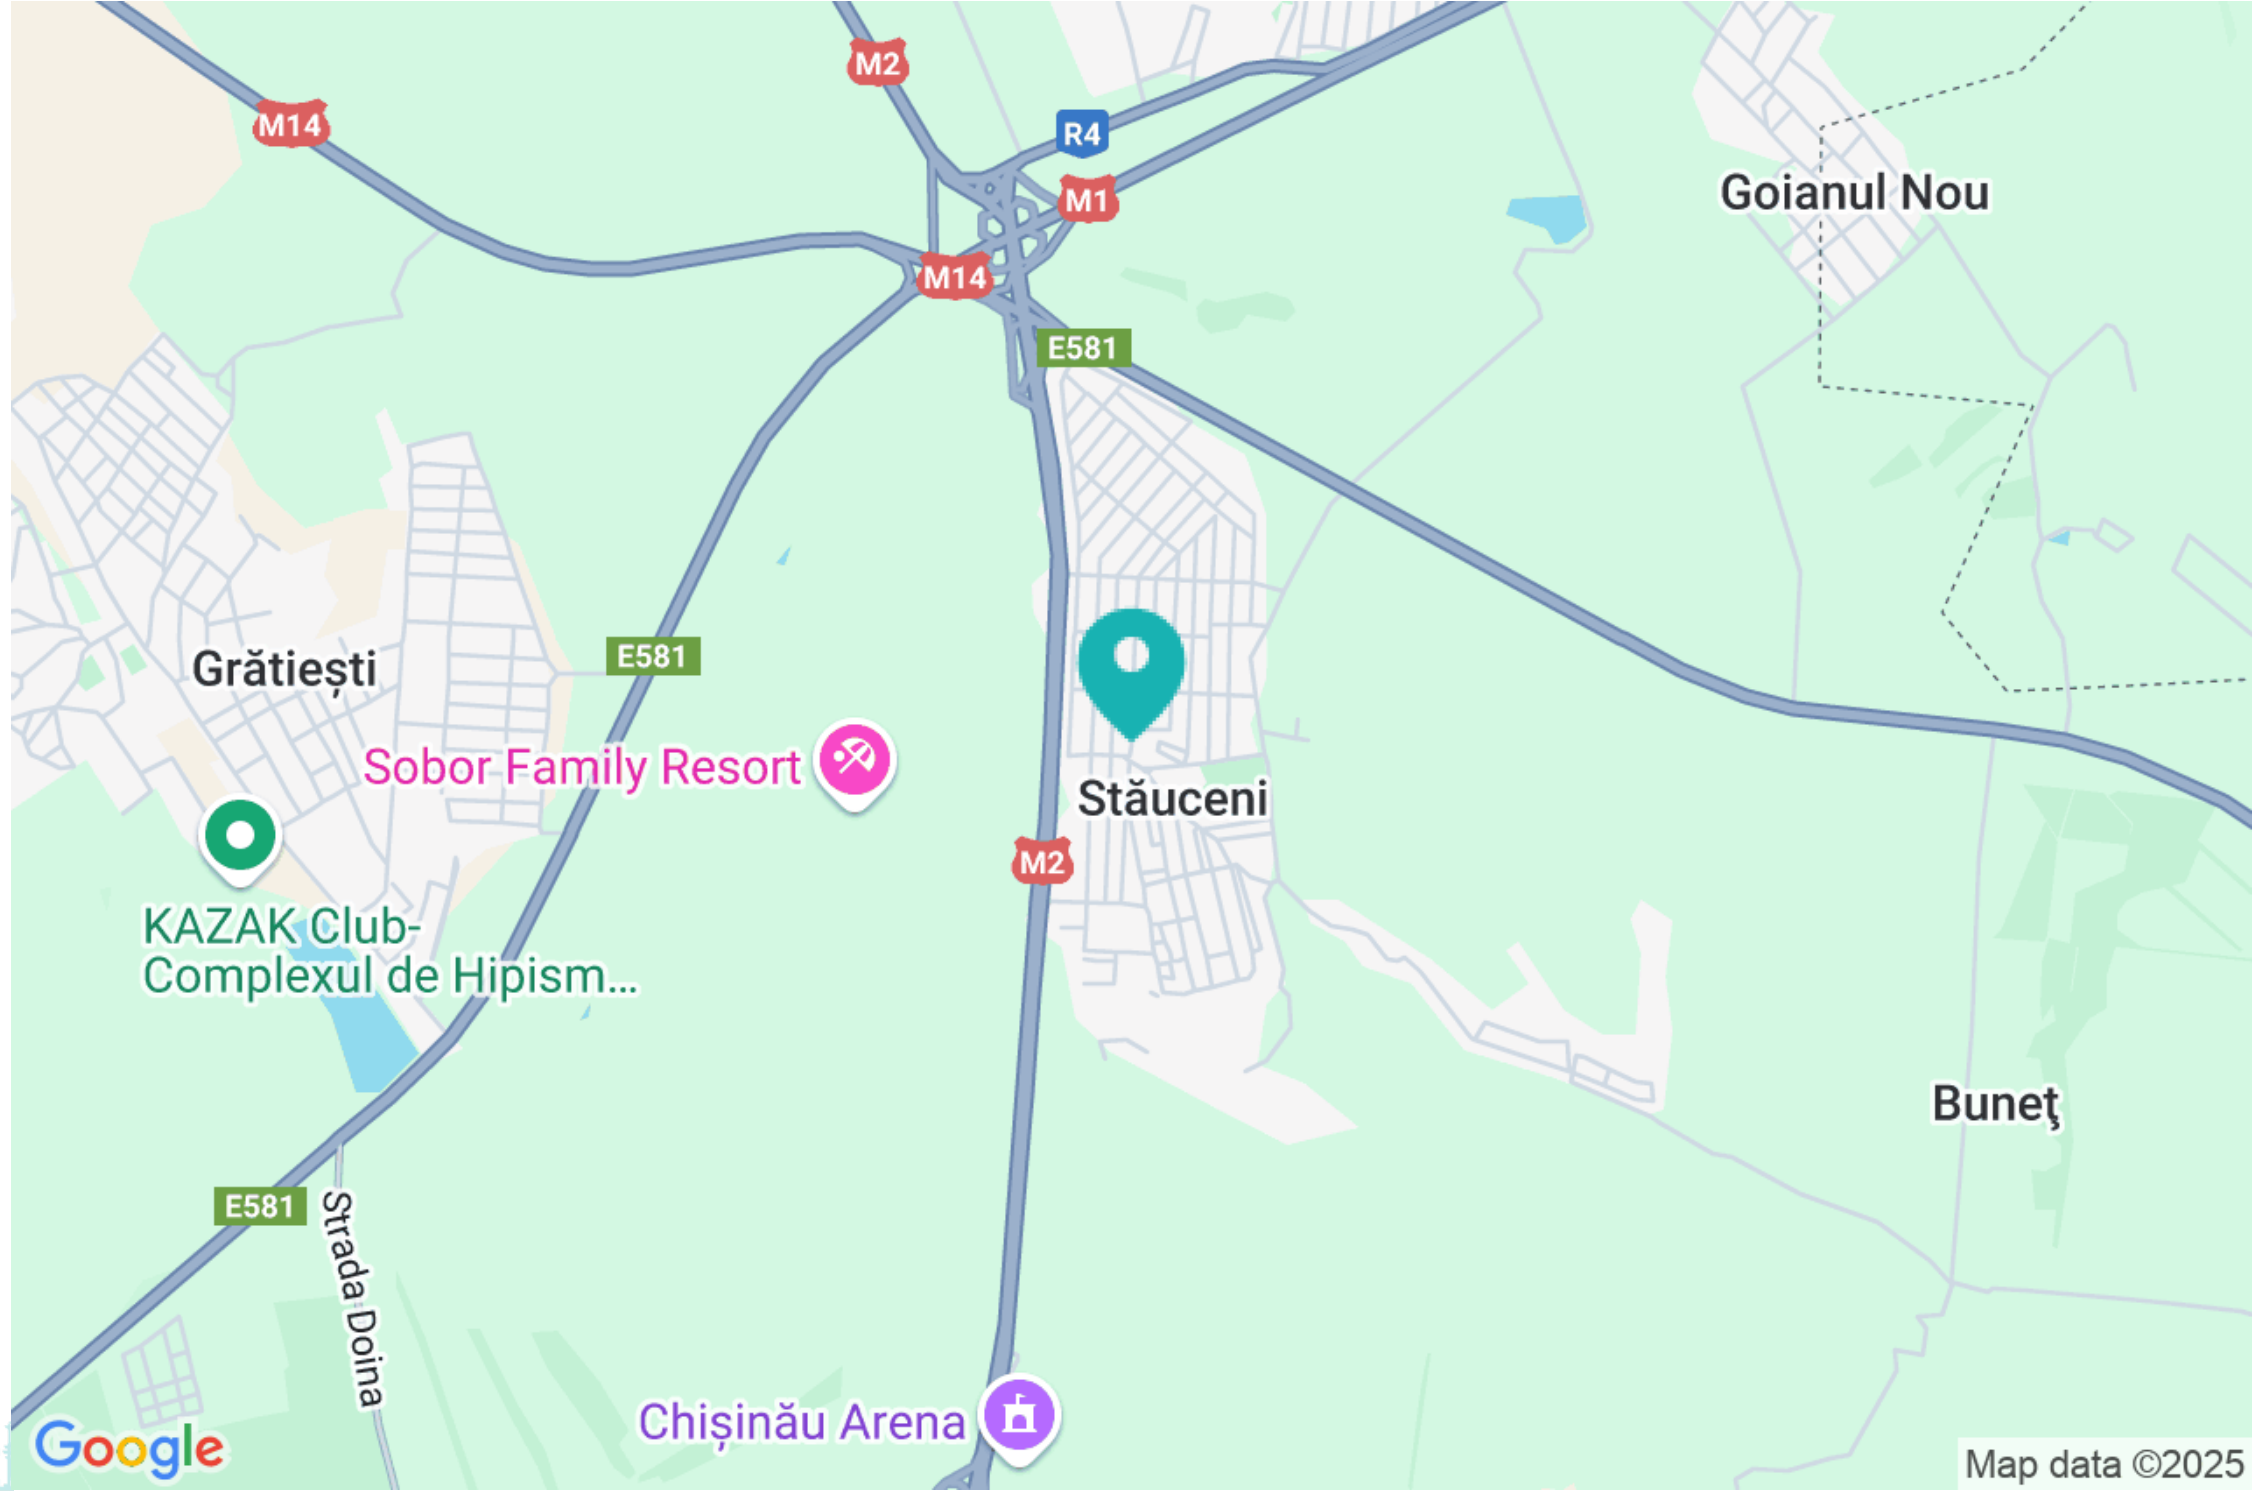 M2
M14
R4
M1
Goianul Nou
M14
E581
E581
Grătiești
Sobor Family Resort
Stăuceni
M2
KAZAK Club-
Complexul de Hipism...
Buneţ
E581
Strada Doina
Chișinău Arena
Google
Map data ©2025